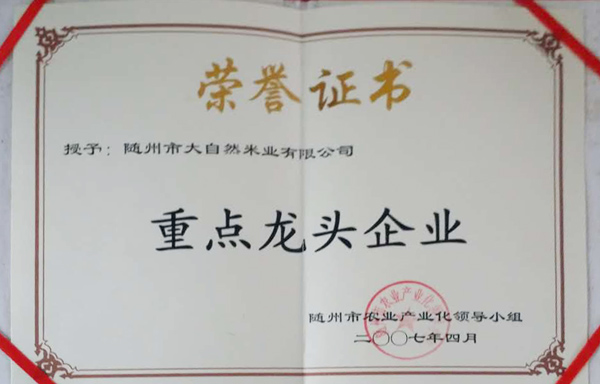 荣誉证书
授予：随州市大自然米业有限公司
重点龙头企业
随州市农业产业化领导小组
二〇〇七年四月